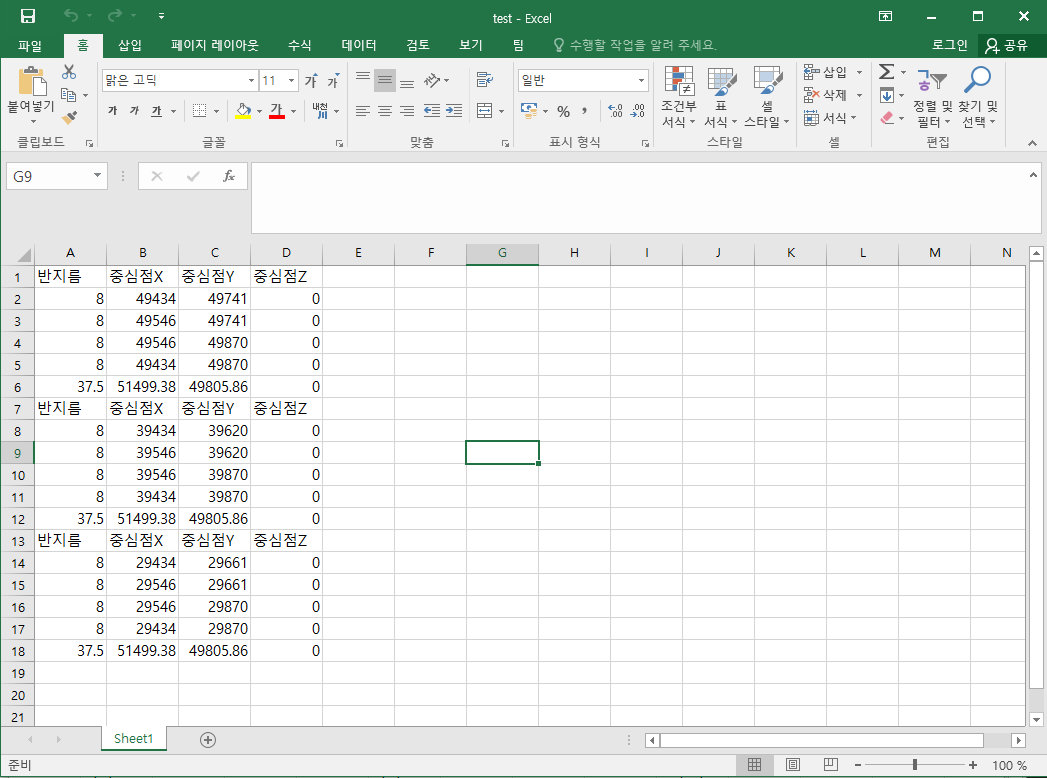 test - Excel
파일 홈 삽입 페이지 레이아웃 수식 데이터 검토 보기 팀 수행할 작업을 알려 주세요. 로그인 공유
붙여넣기
클립보드
맑은 고딕 11
가 가 가 가 내천
글꼴
맞춤
일반
% ,
표시 형식
조건부 서식 표 서식 셀 스타일
스타일
삽입
삭제
서식
셀
정렬 및 필터 찾기 및 선택
편집
G9 fx
A B C D E F G H I J K L M N
1 반지름 중심점X 중심점Y 중심점Z
2 8 49434 49741 0
3 8 49546 49741 0
4 8 49546 49870 0
5 8 49434 49870 0
6 37.5 51499.38 49805.86 0
7 반지름 중심점X 중심점Y 중심점Z
8 8 39434 39620 0
9 8 39546 39620 0
10 8 39546 39870 0
11 8 39434 39870 0
12 37.5 51499.38 49805.86 0
13 반지름 중심점X 중심점Y 중심점Z
14 8 29434 29661 0
15 8 29546 29661 0
16 8 29546 29870 0
17 8 29434 29870 0
18 37.5 51499.38 49805.86 0
19
20
21
Sheet1
준비 100 %